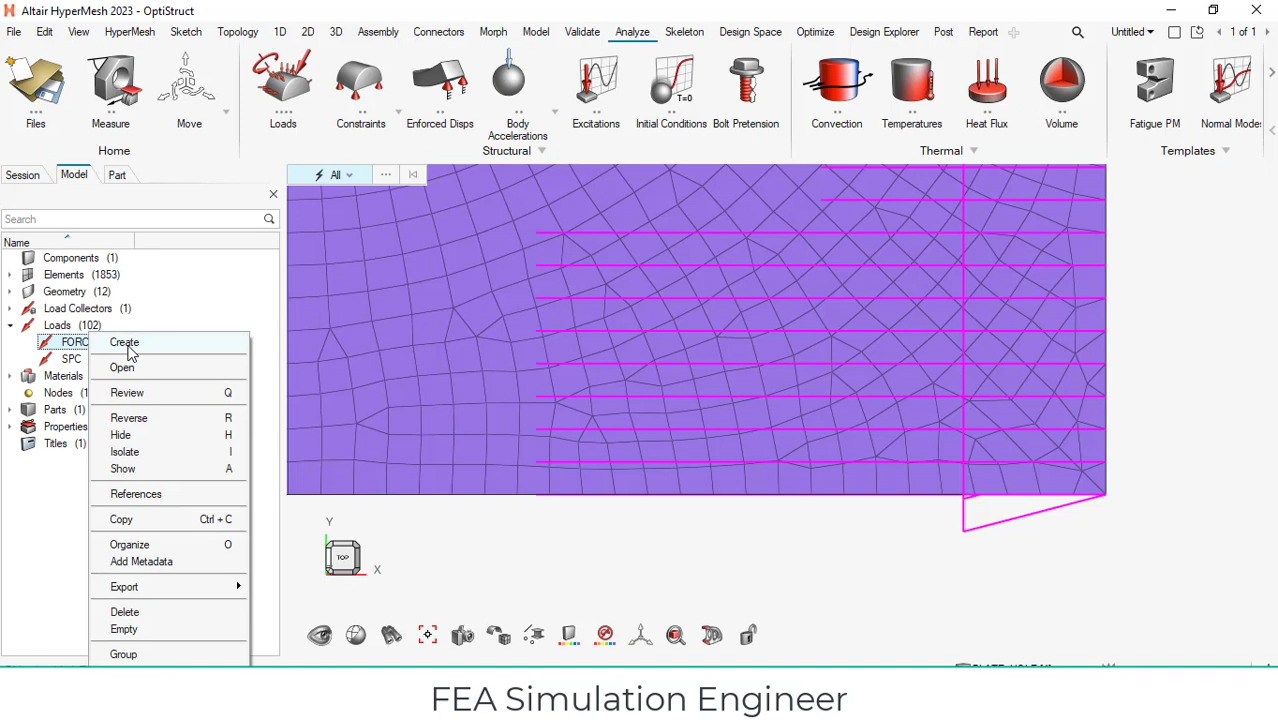 Altair HyperMesh 2023 - OptiStruct
File Edit View HyperMesh Sketch Topology 1D 2D 3D Assembly Connectors Morph Model Validate Analyze Skeleton Design Space Optimize Design Explorer Post Report Untitled 1 of 1
T=0
Files Measure Move Loads Constraints Enforced Disps Body Accelerations Excitations Initial Conditions Bolt Pretension Convection Temperatures Heat Flux Volume Fatigue PM Normal Modes
Home Structural Thermal Templates
Session Model Part All
Search
Name
Components (1)
Elements (1853)
Geometry (12)
Load Collectors (1)
Loads (102)
FORC
SPC
Materials
Nodes (1
Parts (1)
Properties
Titles (1)
Create
Open
Review Q
Reverse R
Hide H
Isolate I
Show A
References
Copy Ctrl + C
Organize O
Add Metadata
Export
Delete
Empty
Group
Y
TOP
X
FEA Simulation Engineer